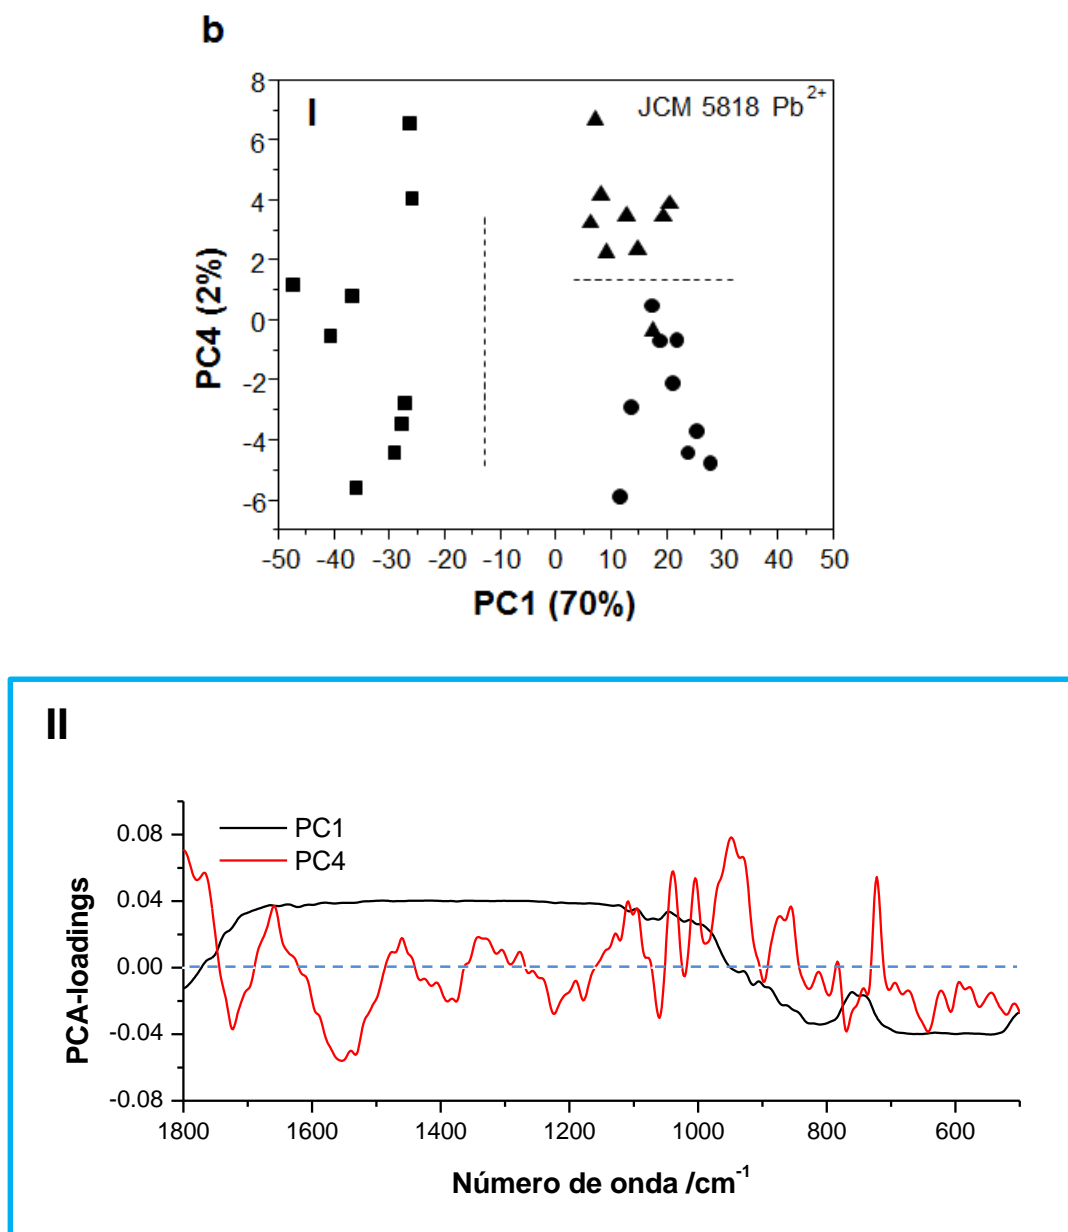 b
I
JCM 5818 Pb2+
8
6
4
2
0
-2
-4
-6
PC4 (2%)
-50 -40 -30 -20 -10 0 10 20 30 40 50
PC1 (70%)
II
PC1
PC4
0.08
0.04
0.00
-0.04
-0.08
PCA-loadings
1800 1600 1400 1200 1000 800 600
Número de onda /cm-1